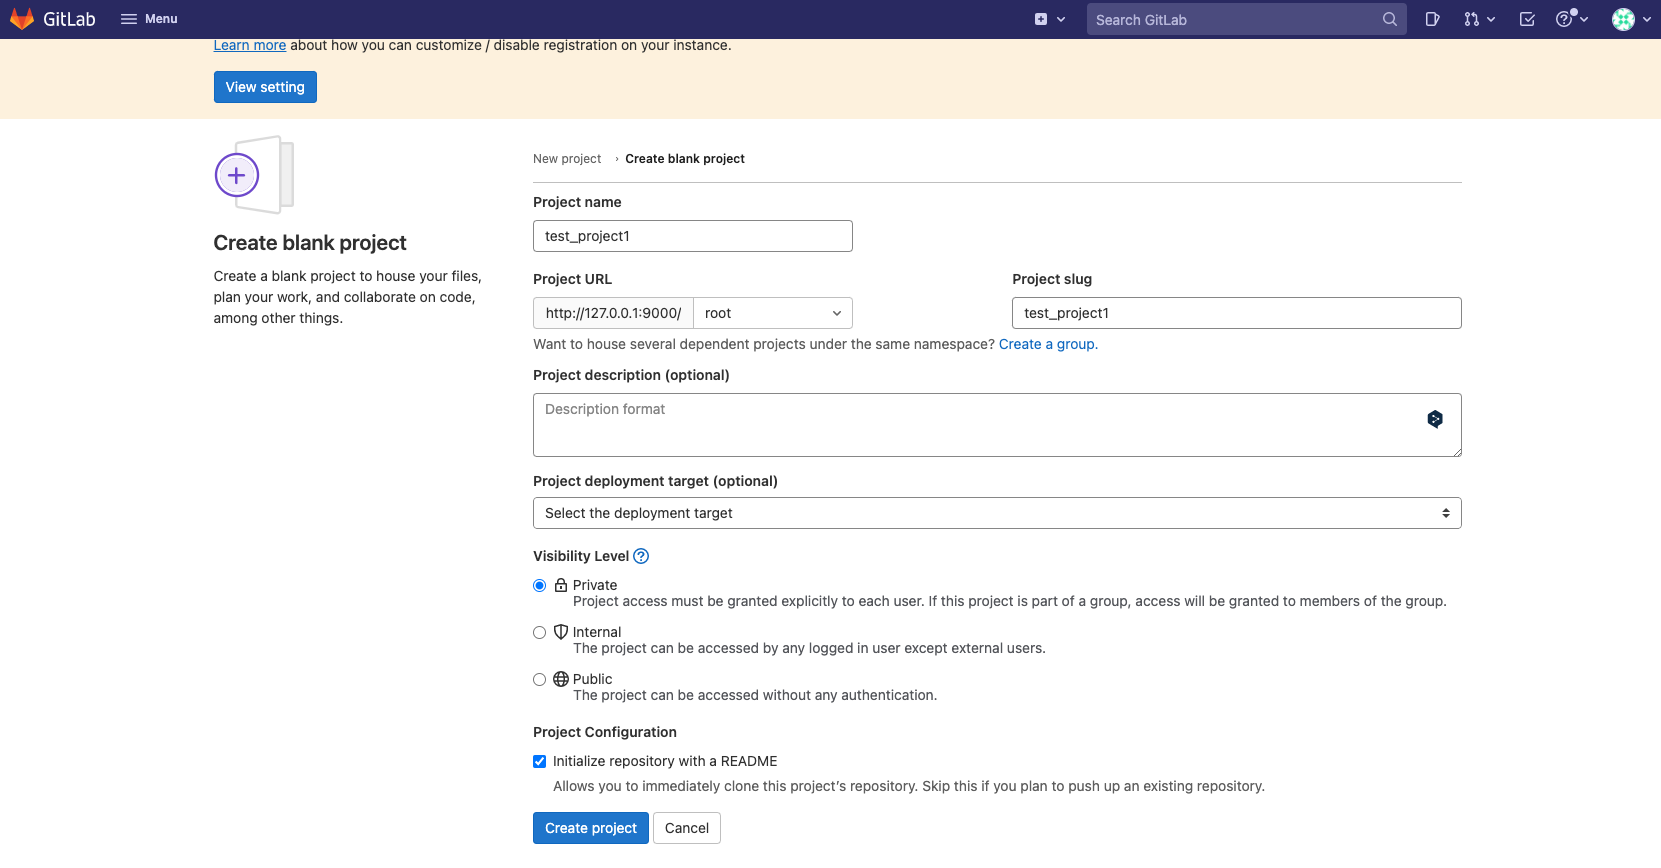 GitLab
Menu
Search GitLab
Learn more about how you can customize / disable registration on your instance.
View setting
New project › Create blank project
Project name
test_project1
Create blank project
Create a blank project to house your files,
plan your work, and collaborate on code,
among other things.
Project URL
Project slug
http://127.0.0.1:9000/
root
test_project1
Want to house several dependent projects under the same namespace? Create a group.
Project description (optional)
Description format
Project deployment target (optional)
Select the deployment target
Visibility Level
Private
Project access must be granted explicitly to each user. If this project is part of a group, access will be granted to members of the group.
Internal
The project can be accessed by any logged in user except external users.
Public
The project can be accessed without any authentication.
Project Configuration
Initialize repository with a README
Allows you to immediately clone this project's repository. Skip this if you plan to push up an existing repository.
Create project
Cancel